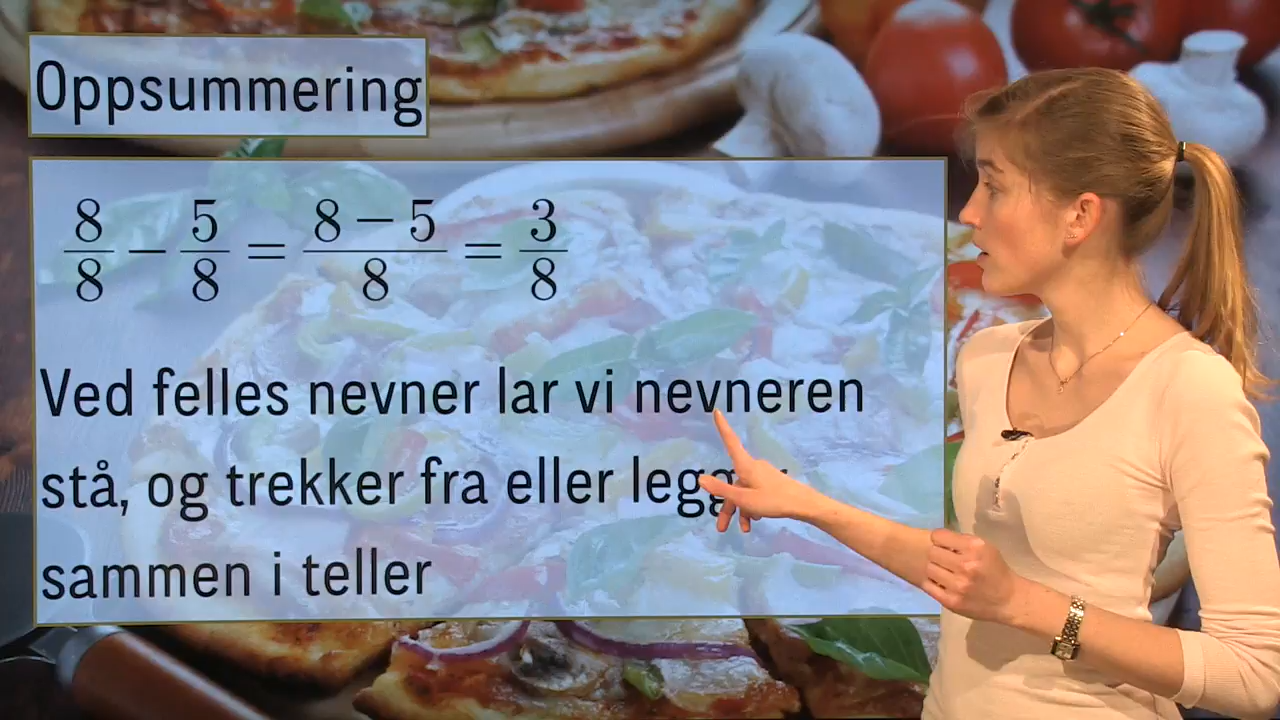 Oppsummering
8/8 − 5/8 = (8 − 5)/8 = 3/8
Ved felles nevner lar vi nevneren
stå, og trekker fra eller legger
sammen i teller